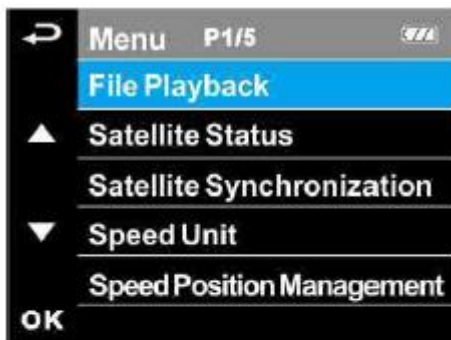 Menu P1/5
File Playback
Satellite Status
Satellite Synchronization
Speed Unit
Speed Position Management
OK